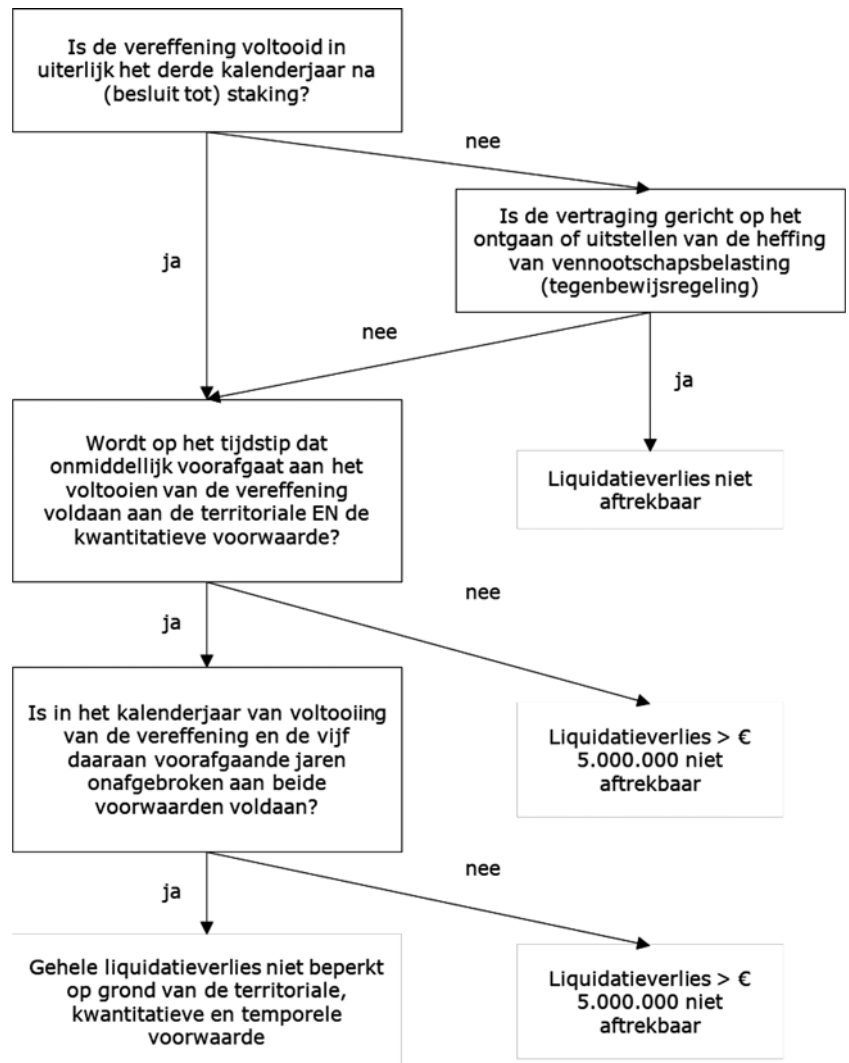 Is de vereffening voltooid in
uiterlijk het derde kalenderjaar na
(besluit tot) staking?
nee
Is de vertraging gericht op het
ontgaan of uitstellen van de heffing
van vennootschapsbelasting
(tegenbewijsregeling)
ja
nee
ja
Wordt op het tijdstip dat
onmiddellijk voorafgaat aan het
voltooien van de vereffening
voldaan aan de territoriale EN de
kwantitatieve voorwaarde?
Liquidatieverlies niet
aftrekbaar
nee
ja
Is in het kalenderjaar van voltooiing
van de vereffening en de vijf
daaraan voorafgaande jaren
onafgebroken aan beide
voorwaarden voldaan?
Liquidatieverlies > €
5.000.000 niet
aftrekbaar
nee
ja
Gehele liquidatieverlies niet beperkt
op grond van de territoriale,
kwantitatieve en temporele
voorwaarde
Liquidatieverlies > €
5.000.000 niet
aftrekbaar